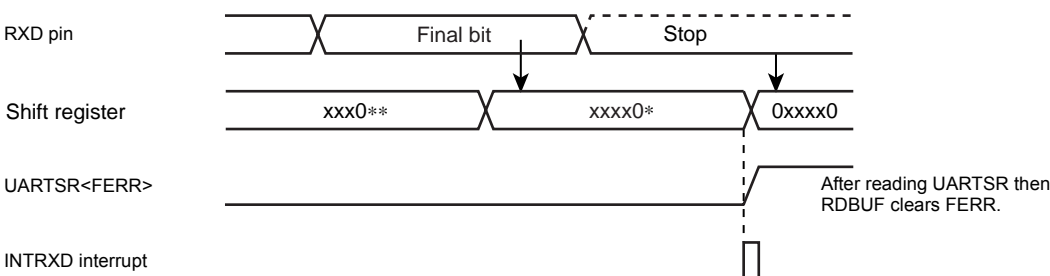 RXD pin
Final bit
Stop
Shift register
xxx0**
xxxx0*
0xxxx0
UARTSR<FERR>
After reading UARTSR then
RDBUF clears FERR.
INTRXD interrupt